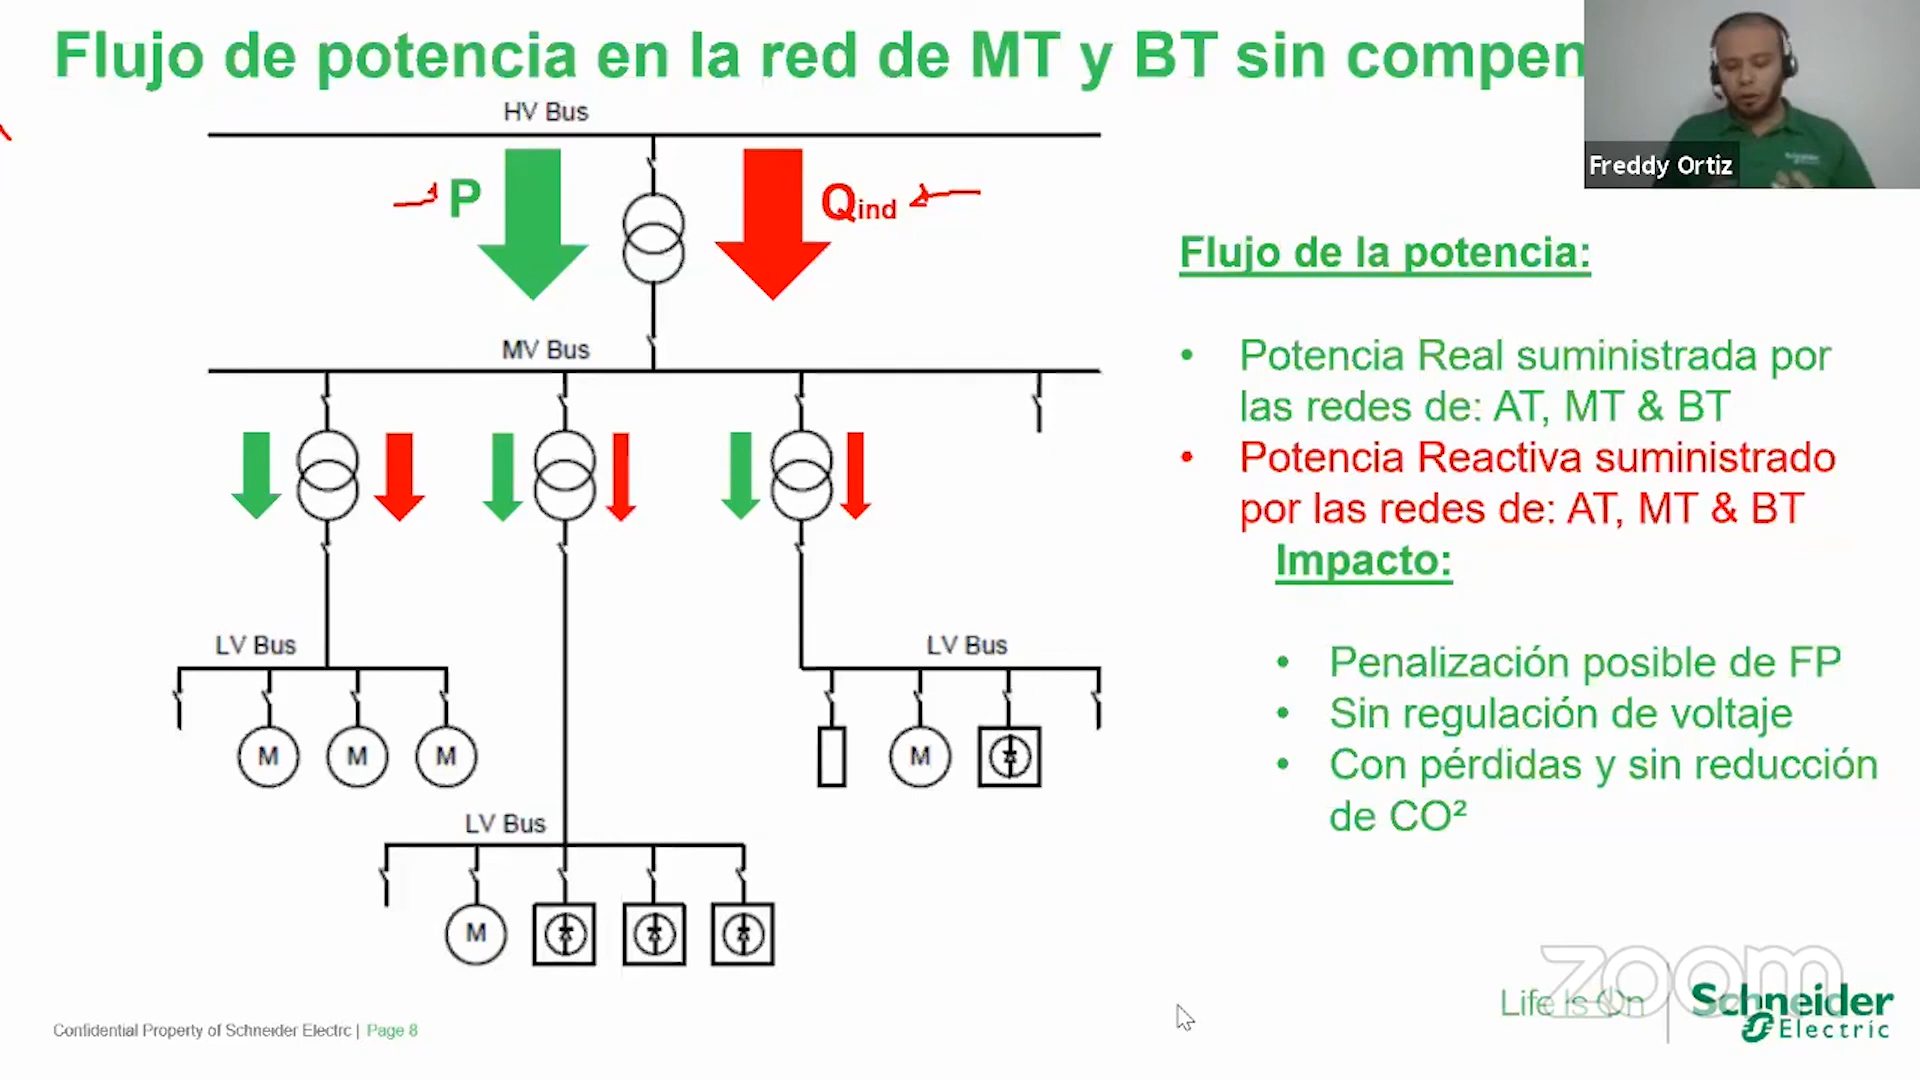 Flujo de potencia en la red de MT y BT sin compen
HV Bus
P
Qind
Freddy Ortiz
Flujo de la potencia:
• Potencia Real suministrada por
las redes de: AT, MT & BT
• Potencia Reactiva suministrado
por las redes de: AT, MT & BT
MV Bus
Impacto:
• Penalización posible de FP
• Sin regulación de voltaje
• Con pérdidas y sin reducción
de CO²
LV Bus
M M M
LV Bus
M
LV Bus
M
zoom
Life Is On
Schneider
Electric
Confidential Property of Schneider Electrc | Page 8